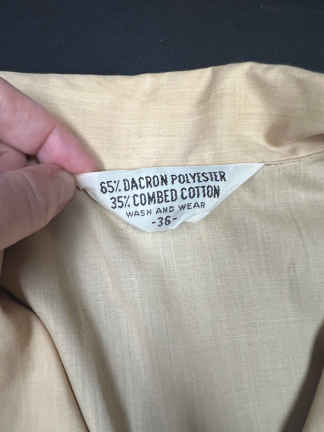 65% DACRON POLYESTER
35% COMBED COTTON
WASH AND WEAR
-36-